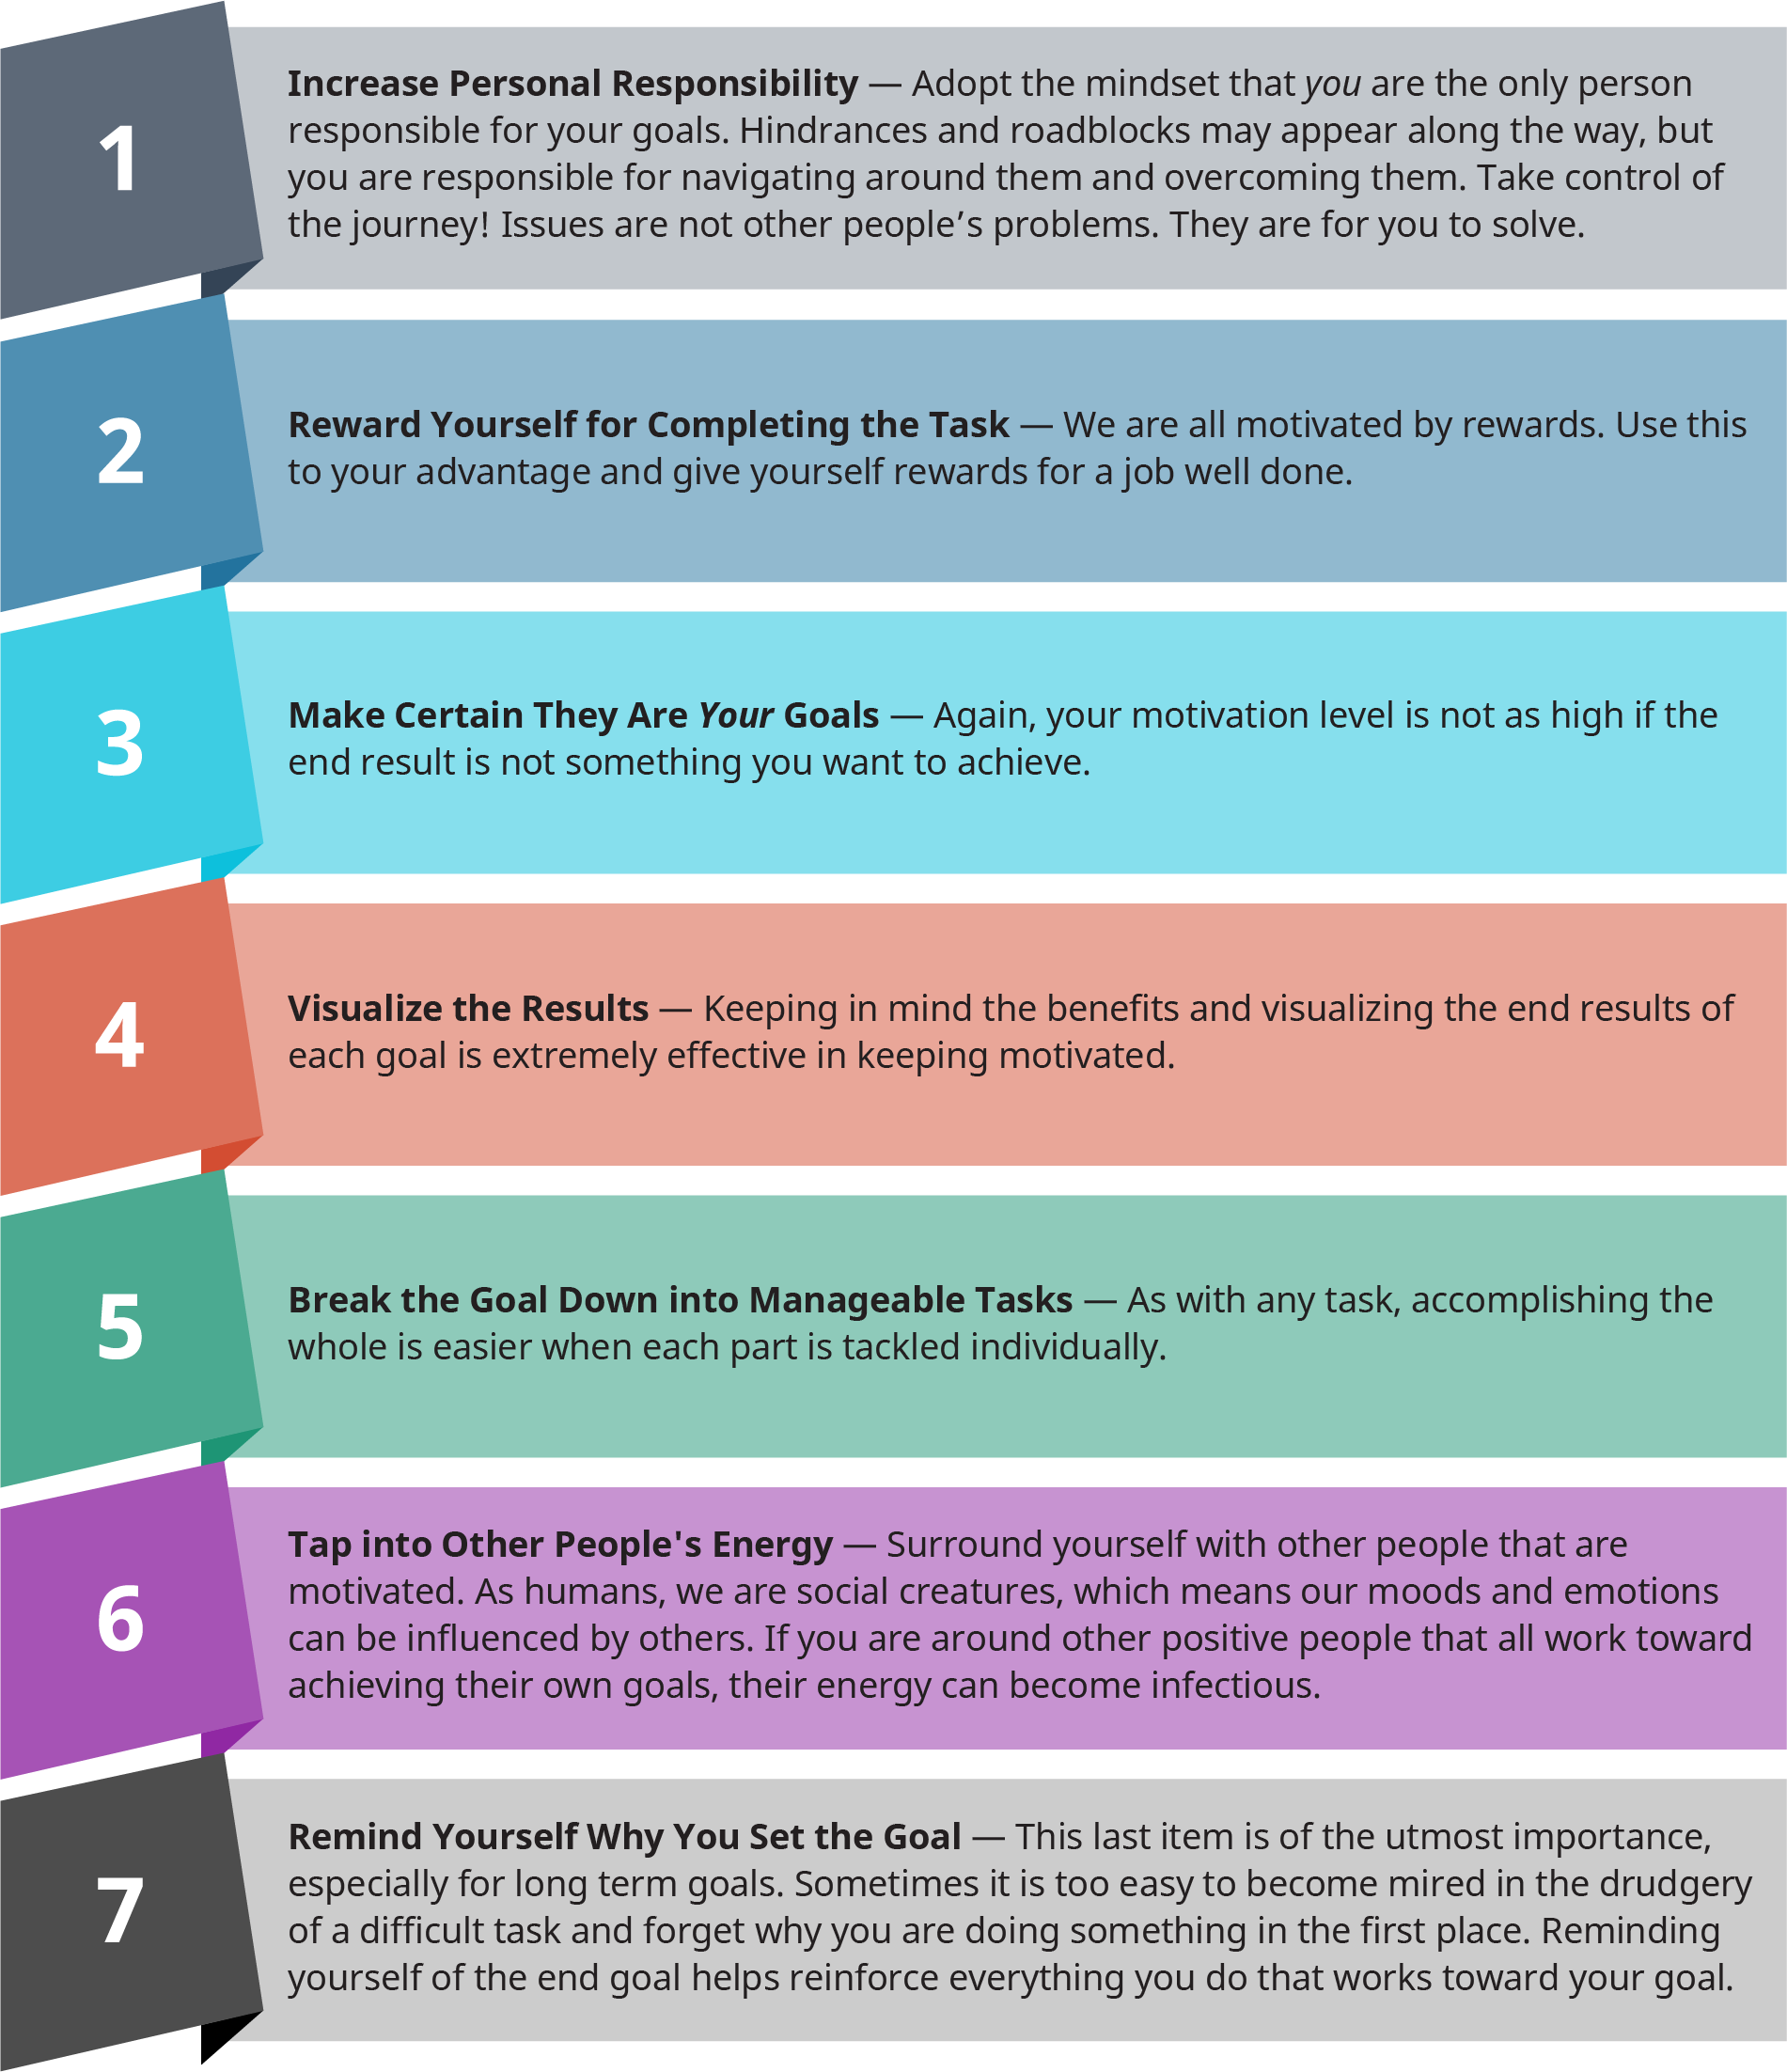 1
Increase Personal Responsibility — Adopt the mindset that you are the only person
responsible for your goals. Hindrances and roadblocks may appear along the way, but
you are responsible for navigating around them and overcoming them. Take control of
the journey! Issues are not other people’s problems. They are for you to solve.
2
Reward Yourself for Completing the Task — We are all motivated by rewards. Use this
to your advantage and give yourself rewards for a job well done.
3
Make Certain They Are Your Goals — Again, your motivation level is not as high if the
end result is not something you want to achieve.
4
Visualize the Results — Keeping in mind the benefits and visualizing the end results of
each goal is extremely effective in keeping motivated.
5
Break the Goal Down into Manageable Tasks — As with any task, accomplishing the
whole is easier when each part is tackled individually.
6
Tap into Other People's Energy — Surround yourself with other people that are
motivated. As humans, we are social creatures, which means our moods and emotions
can be influenced by others. If you are around other positive people that all work toward
achieving their own goals, their energy can become infectious.
7
Remind Yourself Why You Set the Goal — This last item is of the utmost importance,
especially for long term goals. Sometimes it is too easy to become mired in the drudgery
of a difficult task and forget why you are doing something in the first place. Reminding
yourself of the end goal helps reinforce everything you do that works toward your goal.